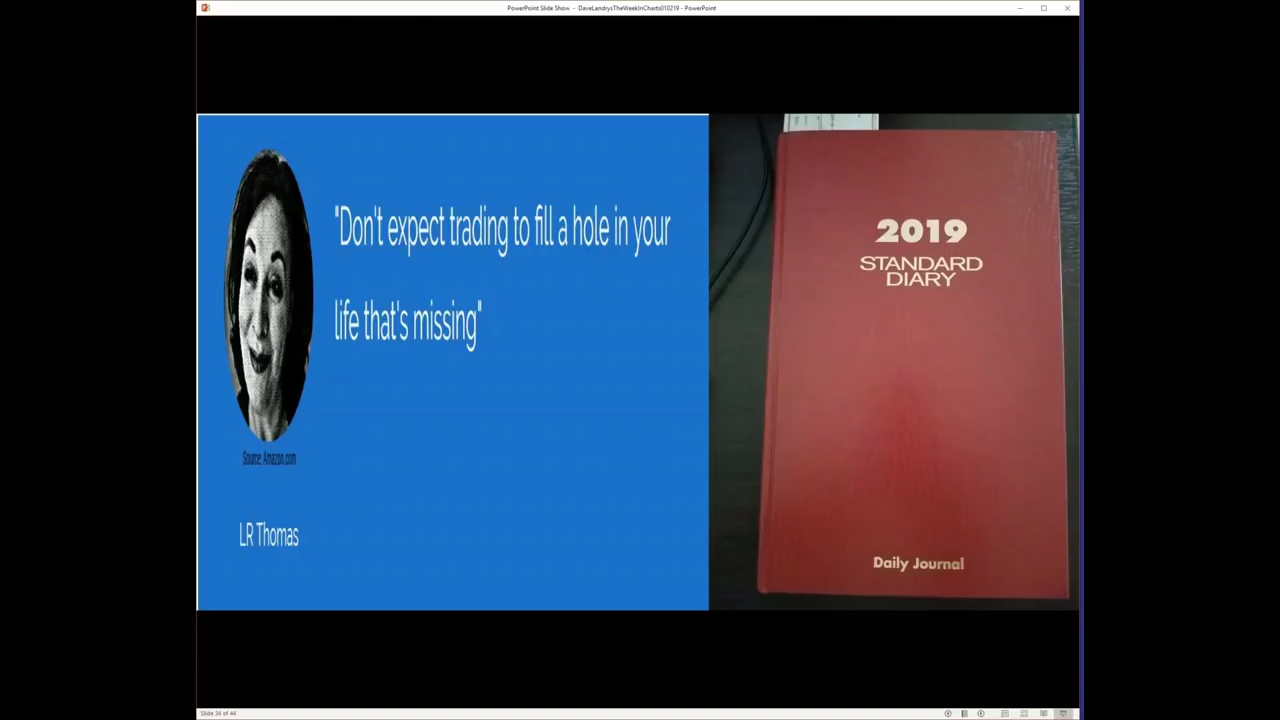 PowerPoint Slide Show - DaveLandrysTheWeekInCharts010219 - PowerPoint
"Don't expect trading to fill a hole in your
life that's missing"
Source: Amazon.com
LR Thomas
2019
STANDARD
DIARY
Daily Journal
Slide 34 of 44